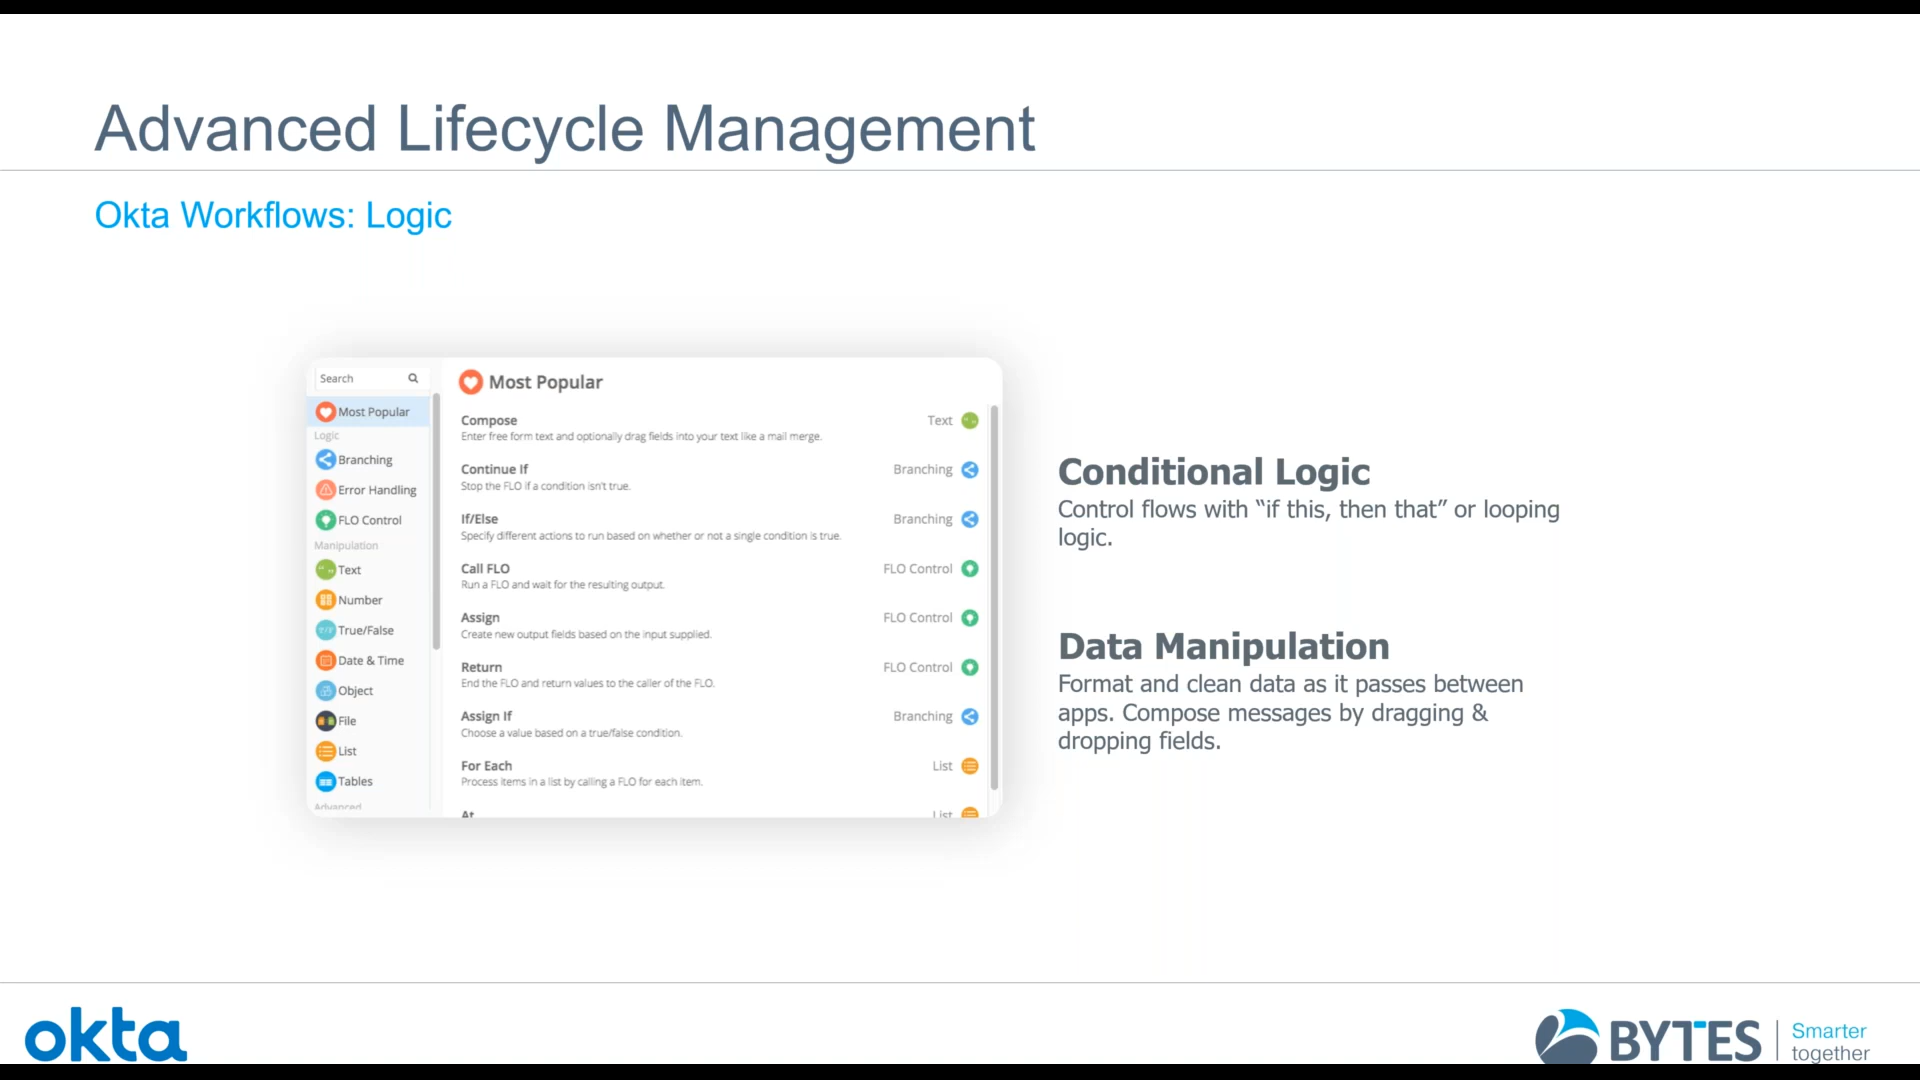 Advanced Lifecycle Management
Okta Workflows: Logic
Search
Most Popular
Logic
Branching
Error Handling
FLO Control
Manipulation
Text
Number
True/False
Date & Time
Object
File
List
Tables
Advanced
Most Popular
Compose
Text
Enter free form text and optionally drag fields into your text like a mail merge.
Continue If
Branching
Stop the FLO if a condition isn't true.
If/Else
Branching
Specify different actions to run based on whether or not a single condition is true.
Call FLO
FLO Control
Run a FLO and wait for the resulting output.
Assign
FLO Control
Create new output fields based on the input supplied.
Return
FLO Control
End the FLO and return values to the caller of the FLO.
Assign If
Branching
Choose a value based on a true/false condition.
For Each
List
Process items in a list by calling a FLO for each item.
At
List
Conditional Logic
Control flows with “if this, then that” or looping
logic.
Data Manipulation
Format and clean data as it passes between
apps. Compose messages by dragging &
dropping fields.
okta
BYTES
Smarter
together